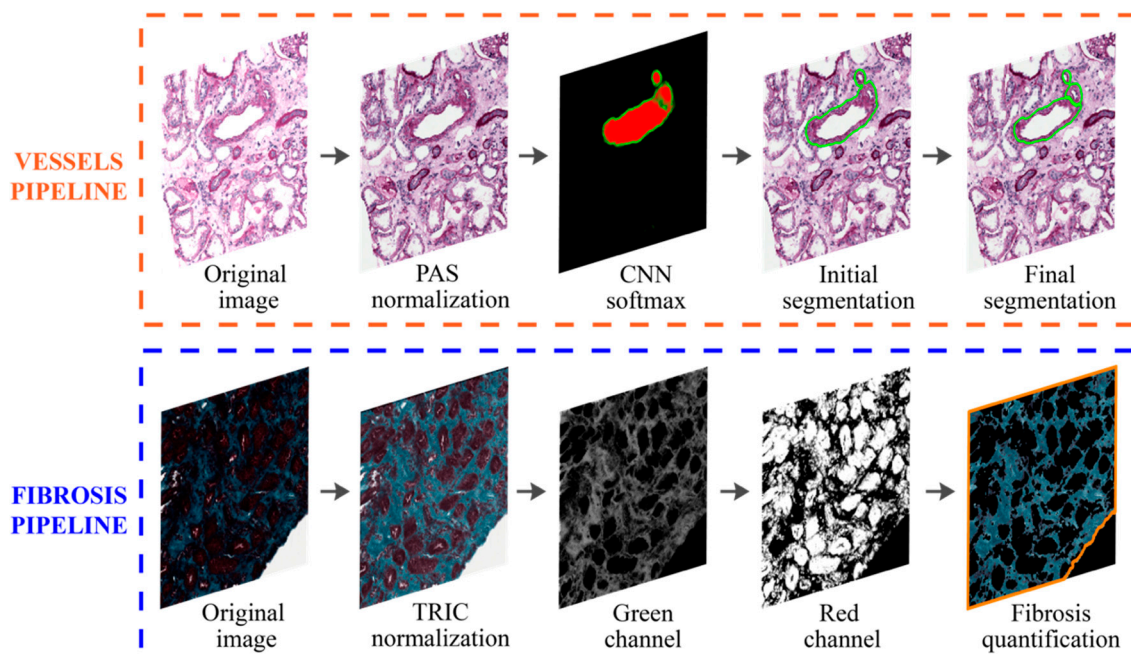 VESSELS
PIPELINE
Original
image
PAS
normalization
CNN
softmax
Initial
segmentation
Final
segmentation
FIBROSIS
PIPELINE
Original
image
TRIC
normalization
Green
channel
Red
channel
Fibrosis
quantification